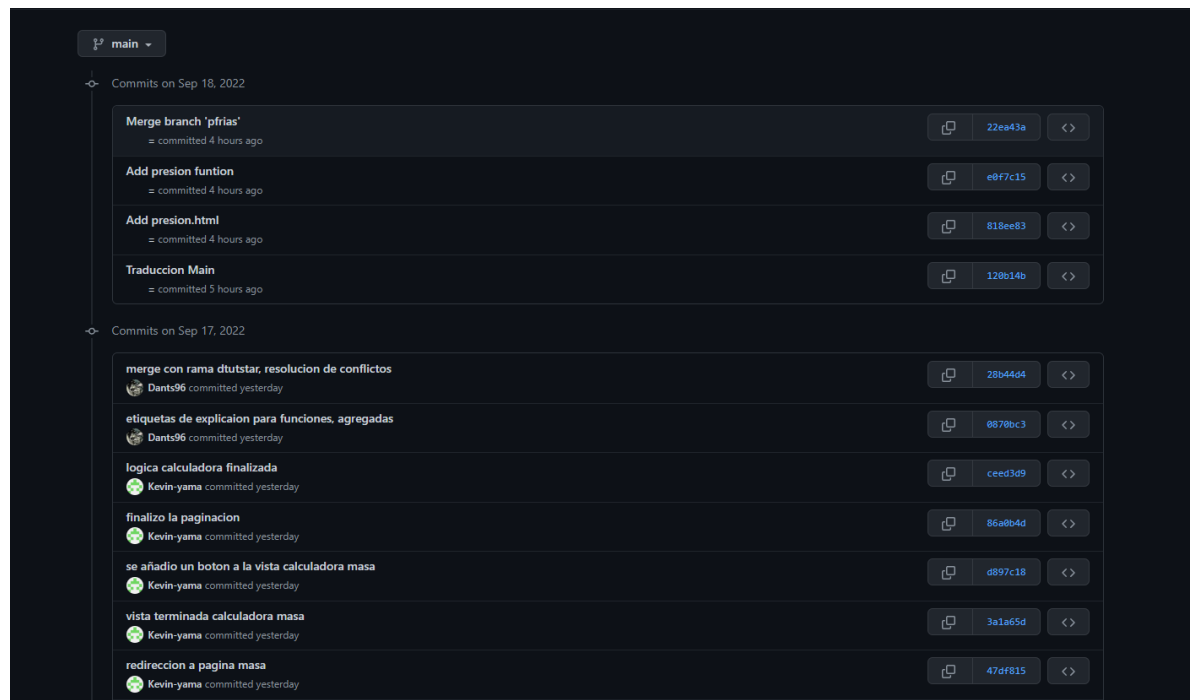 main
Commits on Sep 18, 2022
Merge branch 'pfrias'
22ea43a
= committed 4 hours ago
Add presion funtion
e0f7c15
= committed 4 hours ago
Add presion.html
818ee83
= committed 4 hours ago
Traduccion Main
120b14b
= committed 5 hours ago
Commits on Sep 17, 2022
merge con rama dtutstar, resolucion de conflictos
28b44d4
Dants96 committed yesterday
etiquetas de explicaion para funciones, agregadas
0870bc3
Dants96 committed yesterday
logica calculadora finalizada
ceed3d9
Kevin-yama committed yesterday
finalizo la paginacion
86a0b4d
Kevin-yama committed yesterday
se añadio un boton a la vista calculadora masa
d897c18
Kevin-yama committed yesterday
vista terminada calculadora masa
3a1a65d
Kevin-yama committed yesterday
redireccion a pagina masa
47df815
Kevin-yama committed yesterday